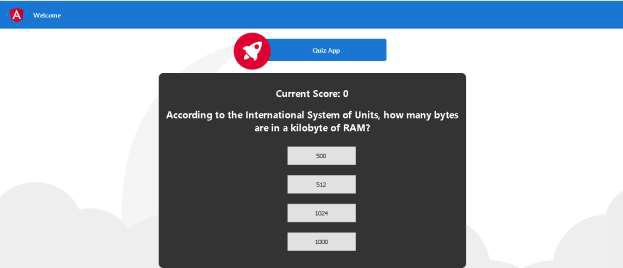 Welcome
Quiz App
Current Score: 0
According to the International System of Units, how many bytes
are in a kilobyte of RAM?
500
512
1024
1000